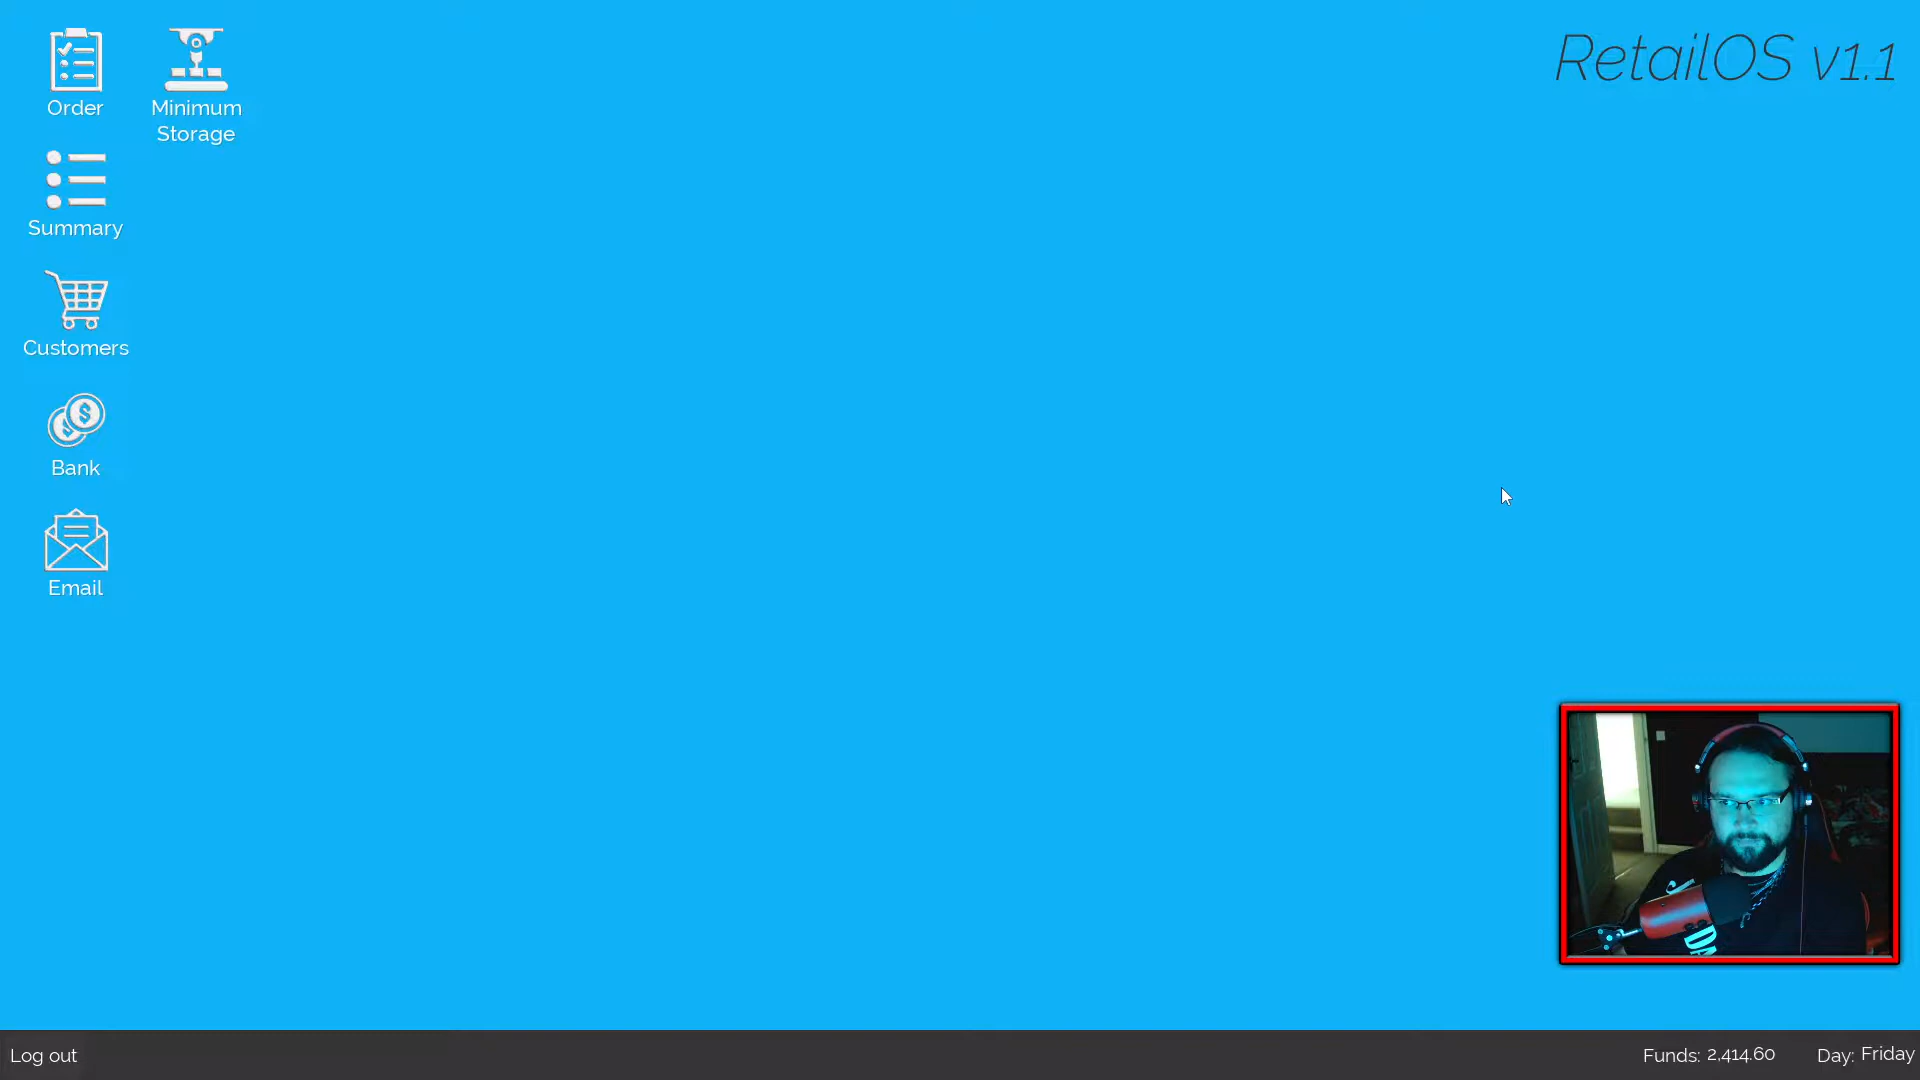 Order
Minimum
Storage
RetailOS v1.1
Summary
Customers
Bank
Email
Log out
Funds: 2,414.60
Day: Friday